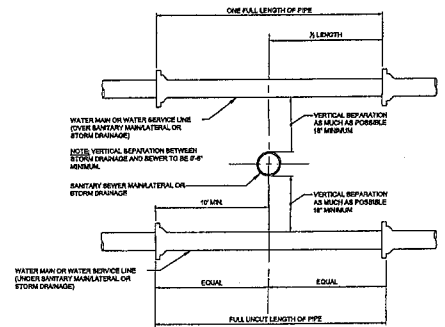 ONE FULL LENGTH OF PIPE
½ LENGTH
WATER MAIN OR WATER SERVICE LINE
(OVER SANITARY MAIN/LATERAL OR
STORM DRAINAGE)
VERTICAL SEPARATION
AS MUCH AS POSSIBLE
18" MINIMUM
NOTE: VERTICAL SEPARATION BETWEEN
STORM DRAINAGE AND SEWER TO BE 0'-6"
MINIMUM.
SANITARY SEWER MAIN/LATERAL OR
STORM DRAINAGE
VERTICAL SEPARATION
AS MUCH AS POSSIBLE
18" MINIMUM
10' MIN.
WATER MAIN OR WATER SERVICE LINE
(UNDER SANITARY MAIN/LATERAL OR
STORM DRAINAGE)
EQUAL
EQUAL
FULL UNCUT LENGTH OF PIPE